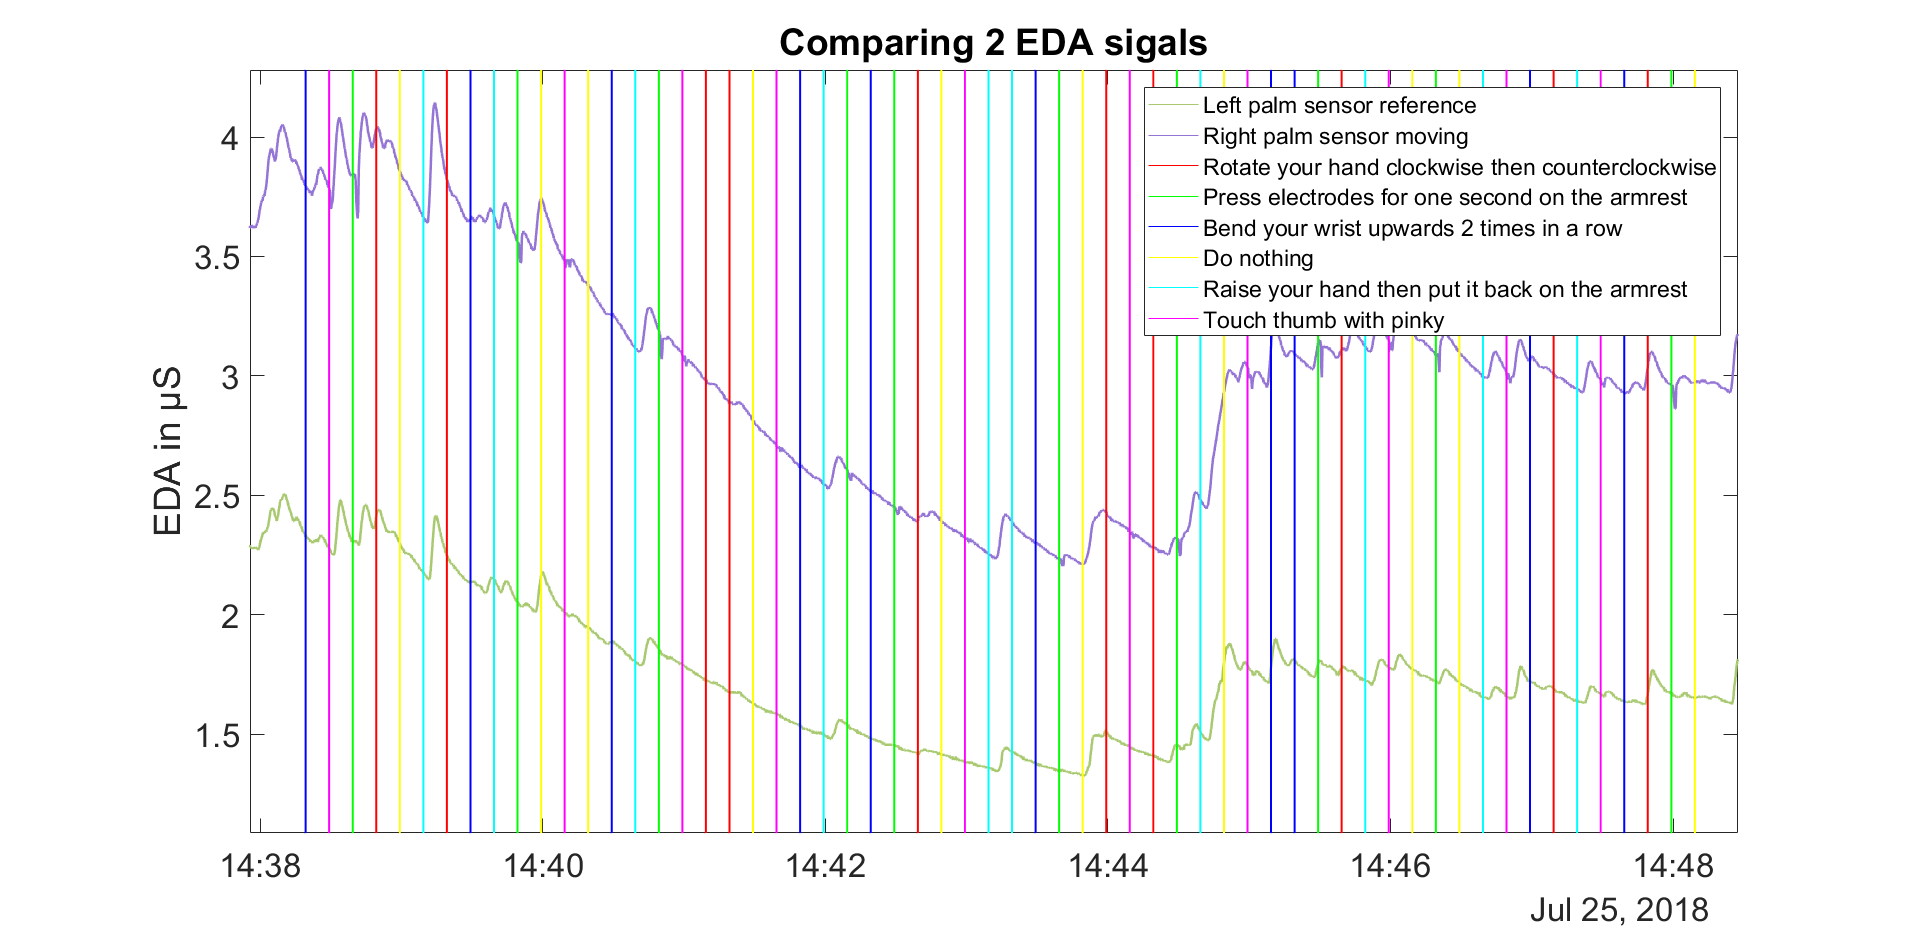 Comparing 2 EDA sigals
Left palm sensor reference
Right palm sensor moving
Rotate your hand clockwise then counterclockwise
Press electrodes for one second on the armrest
Bend your wrist upwards 2 times in a row
Do nothing
Raise your hand then put it back on the armrest
Touch thumb with pinky
EDA in µS
4
3.5
3
2.5
2
1.5
14:38 14:40 14:42 14:44 14:46 14:48
Jul 25, 2018